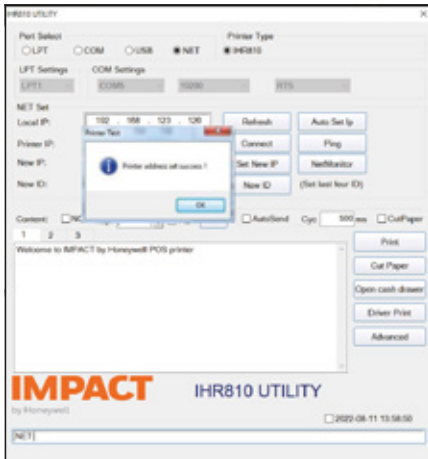 IHR810 UTILITY
Port Select
LPT COM USB NET
Printer Type
IHR810
LPT Settings
LPT1
COM Settings
COM5 19200 RTS
NET Set
Local IP: 192 . 168 . 123 . 120 Refresh Auto Set Ip
Printer IP: Connect Ping
New IP: Set New IP NetMonitor
New ID: New ID (Set last four ID)
Printer Test
Printer address set success !
OK
Content: AutoSend Cyc: 500 ms CutPaper
1 2 3
Welcome to IMPACT by Honeywell POS printer
Print
Cut Paper
Open cash drawer
Driver Print
Advanced
IMPACT
by Honeywell
IHR810 UTILITY
2022-08-11 13:58:50
[NET]